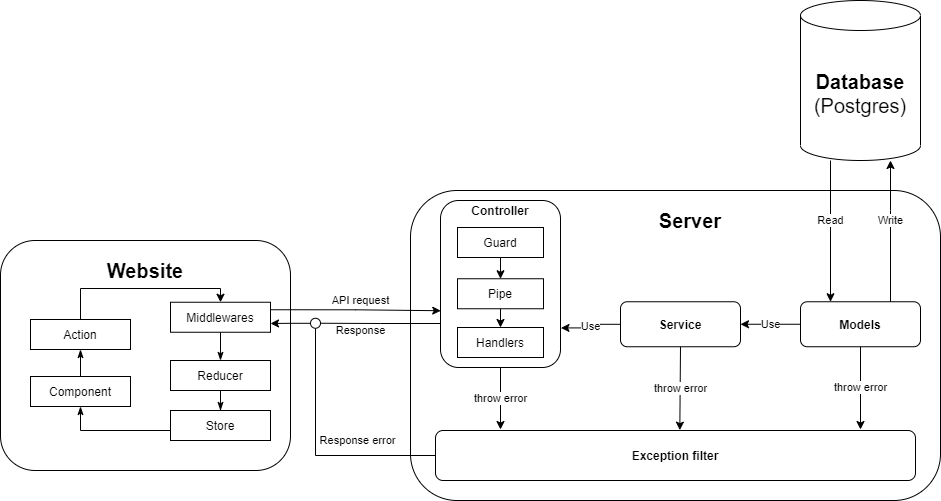 Database
(Postgres)
Read
Write
Server
Controller
Guard
Pipe
Handlers
Website
Middlewares
Action
Reducer
Component
Store
API request
Response
Use
Service
Use
Models
throw error
throw error
throw error
Response error
Exception filter